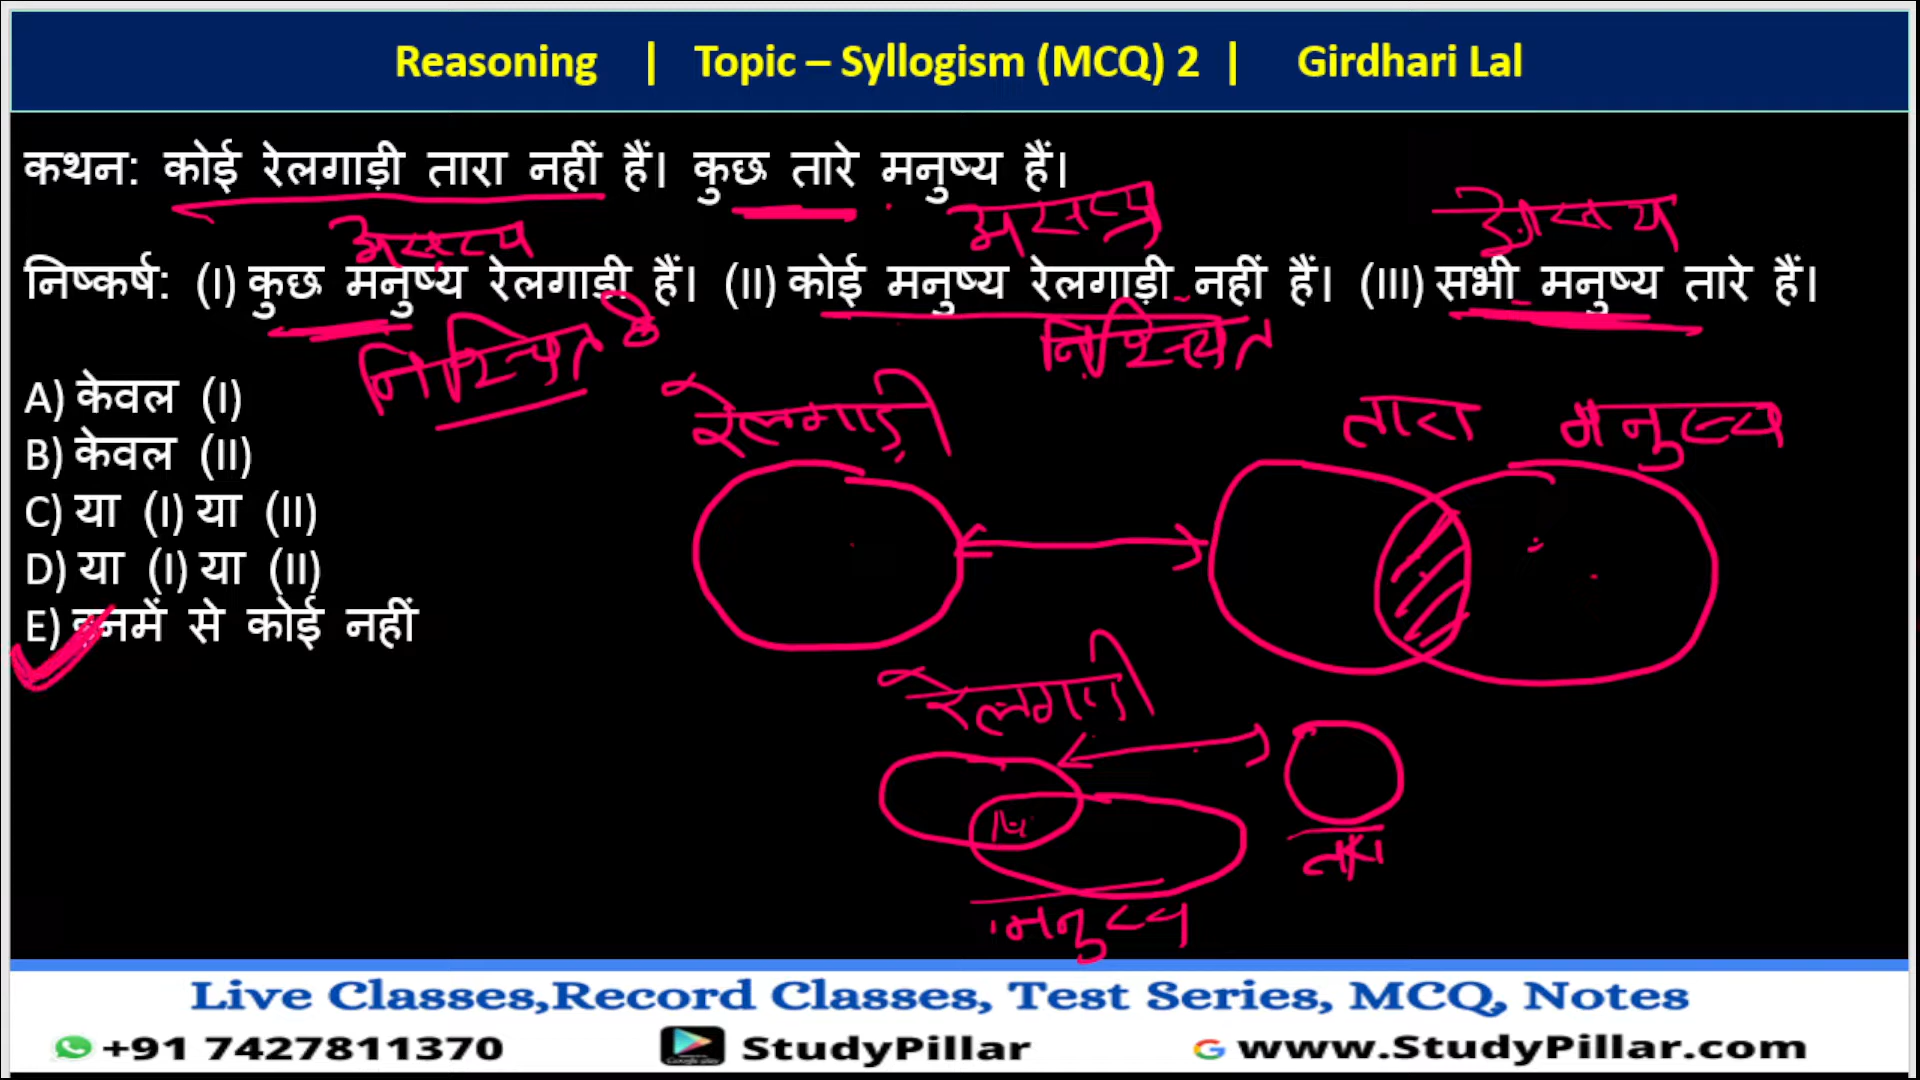 Reasoning | Topic – Syllogism (MCQ) 2 | Girdhari Lal
कथन: कोई रेलगाड़ी तारा नहीं हैं। कुछ तारे मनुष्य हैं।
असत्य असत्य असत्य
निष्कर्ष: (I) कुछ मनुष्य रेलगाड़ी हैं। (II) कोई मनुष्य रेलगाड़ी नहीं हैं। (III) सभी मनुष्य तारे हैं।
निश्चित है निश्चित
A) केवल (I)
रेलगाड़ी तारा मनुष्य
B) केवल (II)
C) या (I) या (II)
D) या (I) या (II)
E) इनमें से कोई नहीं
रेलगाड़ी
तारा
मनुष्य
Live Classes,Record Classes, Test Series, MCQ, Notes
+91 7427811370 StudyPillar www.StudyPillar.com